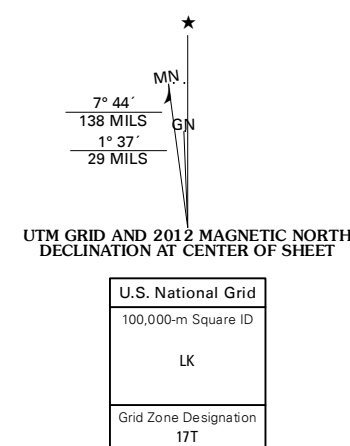 ★
MN
7° 44´
138 MILS
GN
1° 37´
29 MILS
UTM GRID AND 2012 MAGNETIC NORTH
DECLINATION AT CENTER OF SHEET
U.S. National Grid
100,000-m Square ID
LK
Grid Zone Designation
17T